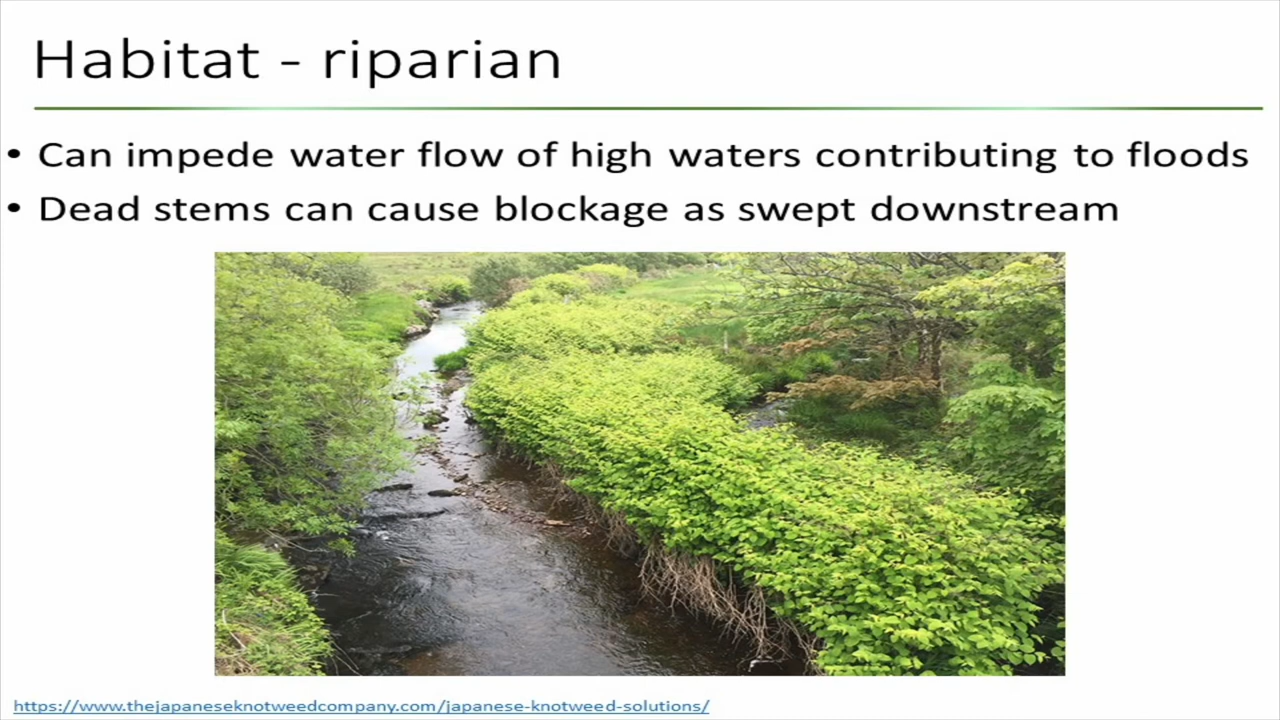 Habitat - riparian
• Can impede water flow of high waters contributing to floods
• Dead stems can cause blockage as swept downstream
https://www.thejapaneseknotweedcompany.com/japanese-knotweed-solutions/